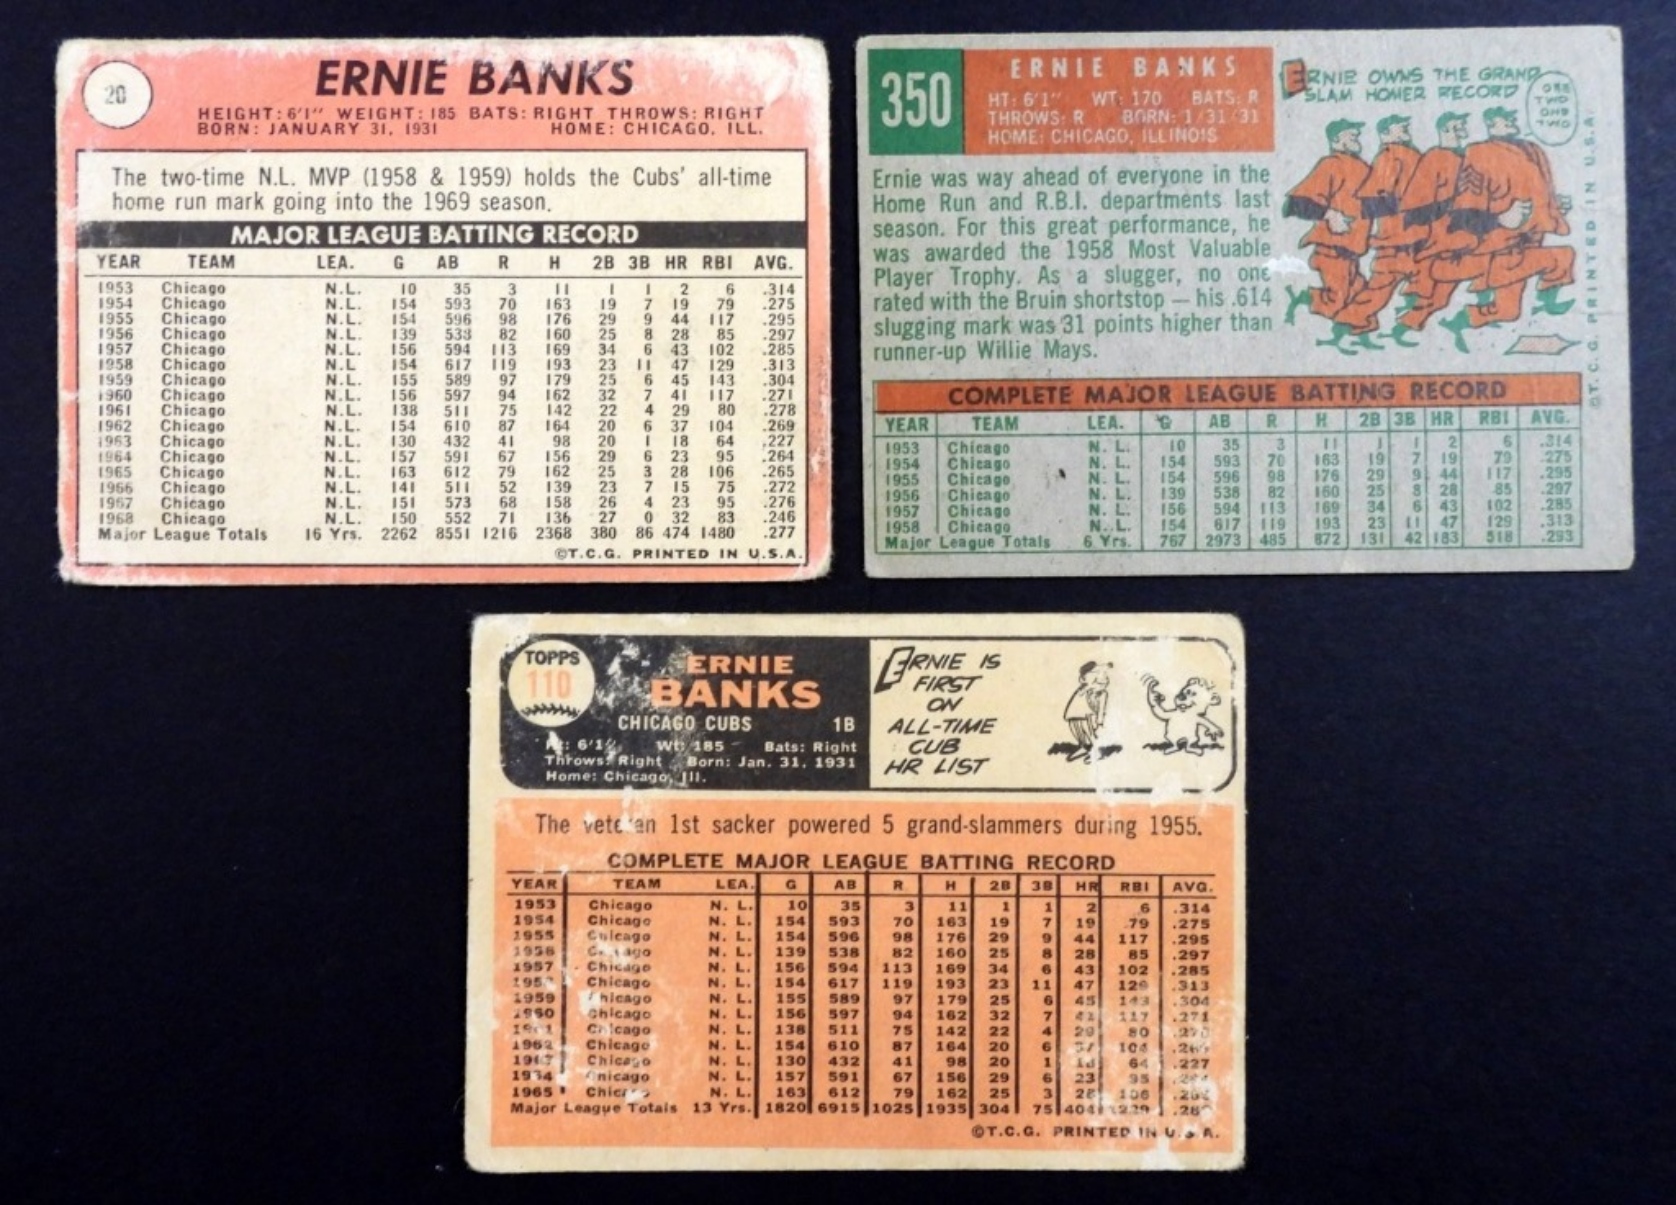 20
ERNIE BANKS
HEIGHT: 6'1" WEIGHT: 185 BATS: RIGHT THROWS: RIGHT
BORN: JANUARY 31, 1931 HOME: CHICAGO, ILL.
The two-time N.L. MVP (1958 & 1959) holds the Cubs' all-time
home run mark going into the 1969 season.
MAJOR LEAGUE BATTING RECORD
YEAR TEAM LEA. G AB R H 2B 3B HR RBI AVG.
1953 Chicago N.L. 10 35 3 11 1 1 2 6 .314
1954 Chicago N.L. 154 593 70 163 19 7 19 79 .275
1955 Chicago N.L. 154 596 98 176 29 9 44 117 .295
1956 Chicago N.L. 139 538 82 160 25 8 28 85 .297
1957 Chicago N.L. 156 594 113 169 34 6 43 102 .285
1958 Chicago N.L. 154 617 119 193 23 11 47 129 .313
1959 Chicago N.L. 155 589 97 179 25 6 45 143 .304
1960 Chicago N.L. 156 597 94 162 32 7 41 117 .271
1961 Chicago N.L. 138 511 75 142 22 4 29 80 .278
1962 Chicago N.L. 154 610 87 164 20 6 37 104 .269
1963 Chicago N.L. 130 432 41 98 20 1 18 64 .227
1964 Chicago N.L. 157 591 67 156 29 6 23 95 .264
1965 Chicago N.L. 163 612 79 162 25 3 28 106 .265
1966 Chicago N.L. 141 511 52 139 23 7 15 75 .272
1967 Chicago N.L. 151 573 68 158 26 4 23 95 .276
1968 Chicago N.L. 150 552 71 136 27 0 32 83 .246
Major League Totals 16 Yrs. 2262 8551 1216 2368 380 86 474 1480 .277
©T.C.G. PRINTED IN U.S.A.
350
ERNIE BANKS
HT: 6'1" WT: 170 BATS: R
THROWS: R BORN: 1/31/31
HOME: CHICAGO, ILLINOIS
ERNIE OWNS THE GRAND
SLAM HOMER RECORD
ONE
TWO
ONE
TWO
Ernie was way ahead of everyone in the
Home Run and R.B.I. departments last
season. For this great performance, he
was awarded the 1958 Most Valuable
Player Trophy. As a slugger, no one
rated with the Bruin shortstop — his .614
slugging mark was 31 points higher than
runner-up Willie Mays.
©T. C. G. PRINTED IN U.S.A.
COMPLETE MAJOR LEAGUE BATTING RECORD
YEAR TEAM LEA. G AB R H 2B 3B HR RBI AVG.
1953 Chicago N. L. 10 35 3 11 1 1 2 6 .314
1954 Chicago N. L. 154 593 70 163 19 7 19 79 .275
1955 Chicago N. L. 154 596 98 176 29 9 44 117 .295
1956 Chicago N. L. 139 538 82 160 25 8 28 85 .297
1957 Chicago N. L. 156 594 113 169 34 6 43 102 .285
1958 Chicago N. L. 154 617 119 193 23 11 47 129 .313
Major League Totals 6 Yrs. 767 2973 485 872 131 42 183 518 .293
TOPPS
110
ERNIE
BANKS
CHICAGO CUBS 1B
6'1" Wt: 185 Bats: Right
Throws: Right Born: Jan. 31, 1931
Home: Chicago, Ill.
ERNIE IS
FIRST
ON
ALL-TIME
CUB
HR LIST
The veteran 1st sacker powered 5 grand-slammers during 1955.
COMPLETE MAJOR LEAGUE BATTING RECORD
YEAR TEAM LEA. G AB R H 2B 3B HR RBI AVG.
1953 Chicago N. L. 10 35 3 11 1 1 2 6 .314
1954 Chicago N. L. 154 593 70 163 19 7 19 79 .275
1955 Chicago N. L. 154 596 98 176 29 9 44 117 .295
Chicago N. L. 139 538 82 160 25 8 28 85 .297
1957 Chicago N. L. 156 594 113 169 34 6 43 102 .285
Chicago N. L. 154 617 119 193 23 11 47 129 .313
1959 Chicago N. L. 155 589 97 179 25 6 45 143 .304
1960 Chicago N. L. 156 597 94 162 32 7 41 117 .271
Chicago N. L. 138 511 75 142 22 4 29 80
1962 Chicago N. L. 154 610 87 164 20 6 104
Chicago N. L. 130 432 41 98 20 1 64 .227
Chicago N. L. 157 591 67 156 29 6 23 95
1965 Chicago N. L. 163 612 79 162 25 3 28 106
Major League Totals 13 Yrs. 1820 6915 1025 1935 304 75 404
©T.C.G. PRINTED IN U.S.A.